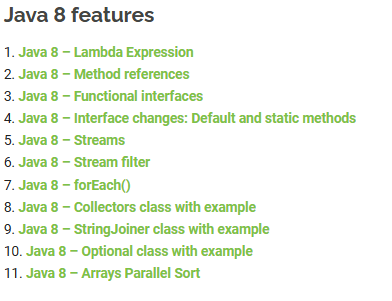 Java 8 features
1. Java 8 – Lambda Expression
2. Java 8 – Method references
3. Java 8 – Functional interfaces
4. Java 8 – Interface changes: Default and static methods
5. Java 8 – Streams
6. Java 8 – Stream filter
7. Java 8 – forEach()
8. Java 8 – Collectors class with example
9. Java 8 – StringJoiner class with example
10. Java 8 – Optional class with example
11. Java 8 – Arrays Parallel Sort